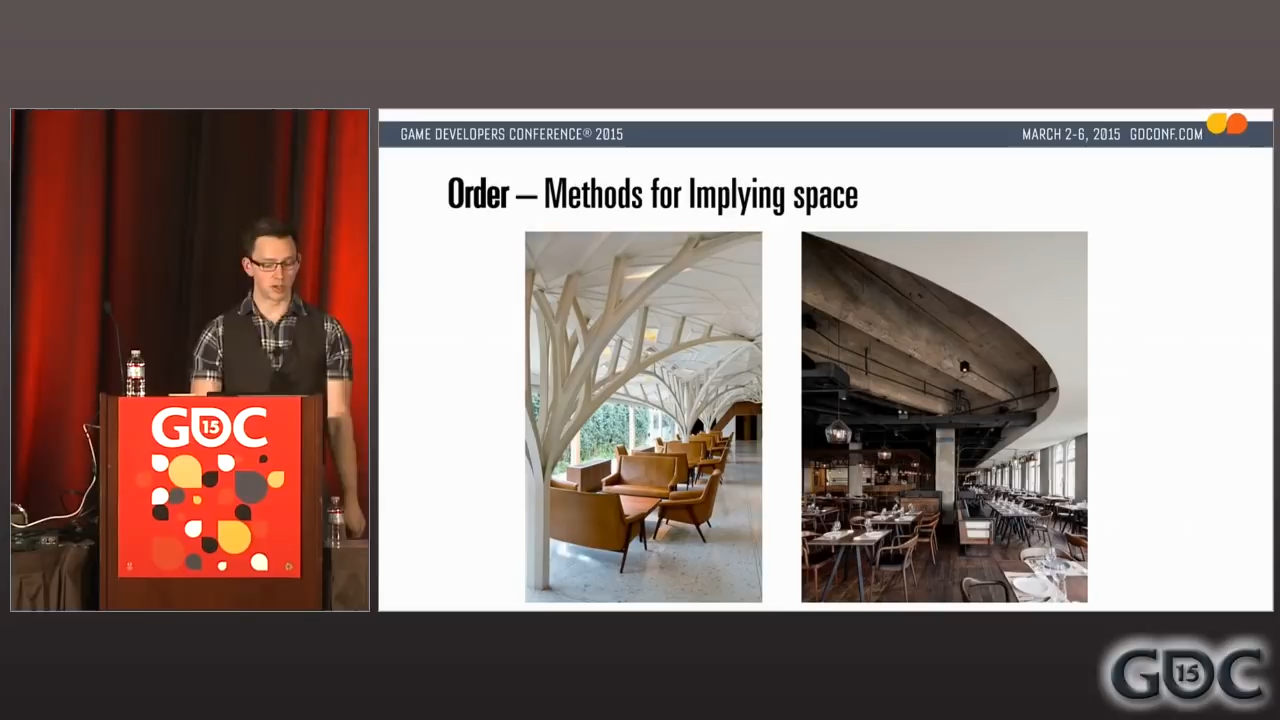 GAME DEVELOPERS CONFERENCE® 2015
MARCH 2-6, 2015 GDCONF.COM
Order – Methods for Implying space
GDC
15
GDC
15